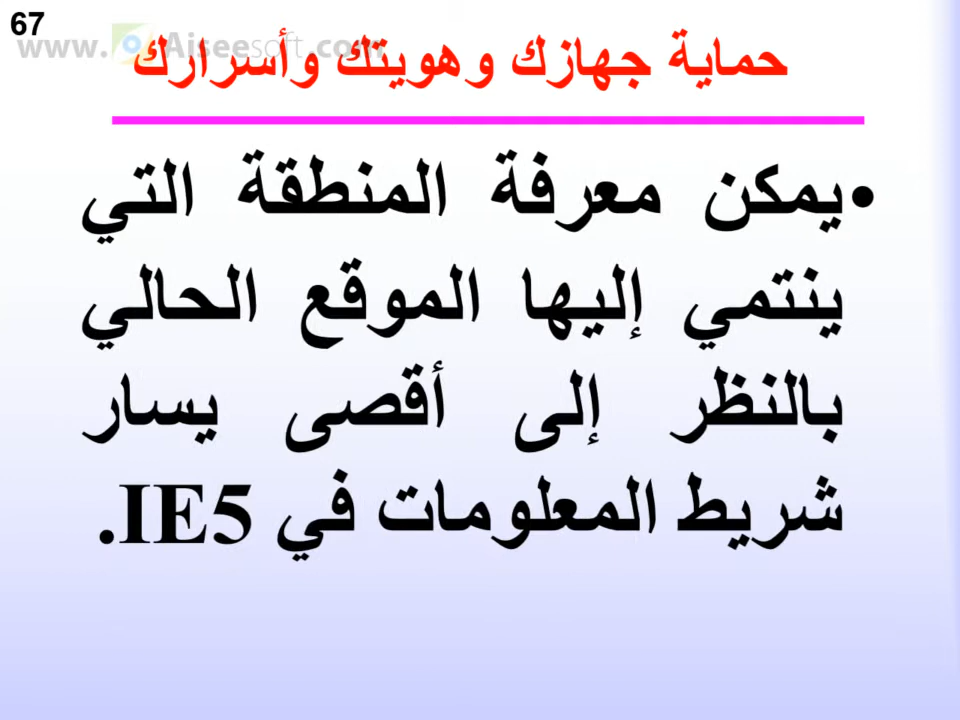 67
www.Aiseesoft.com
حماية جهازك وهويتك وأسرارك
•يمكن معرفة المنطقة التي
ينتمي إليها الموقع الحالي
بالنظر إلى أقصى يسار
شريط المعلومات في IE5.